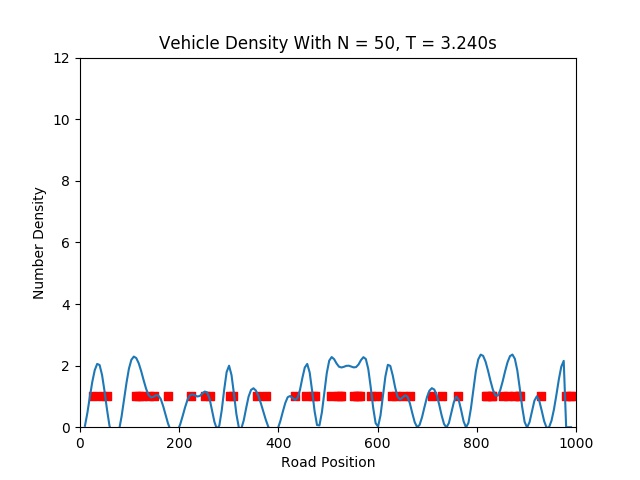 Vehicle Density With N = 50, T = 3.240s
12
10
8
6
4
2
0
Number Density
0 200 400 600 800 1000
Road Position